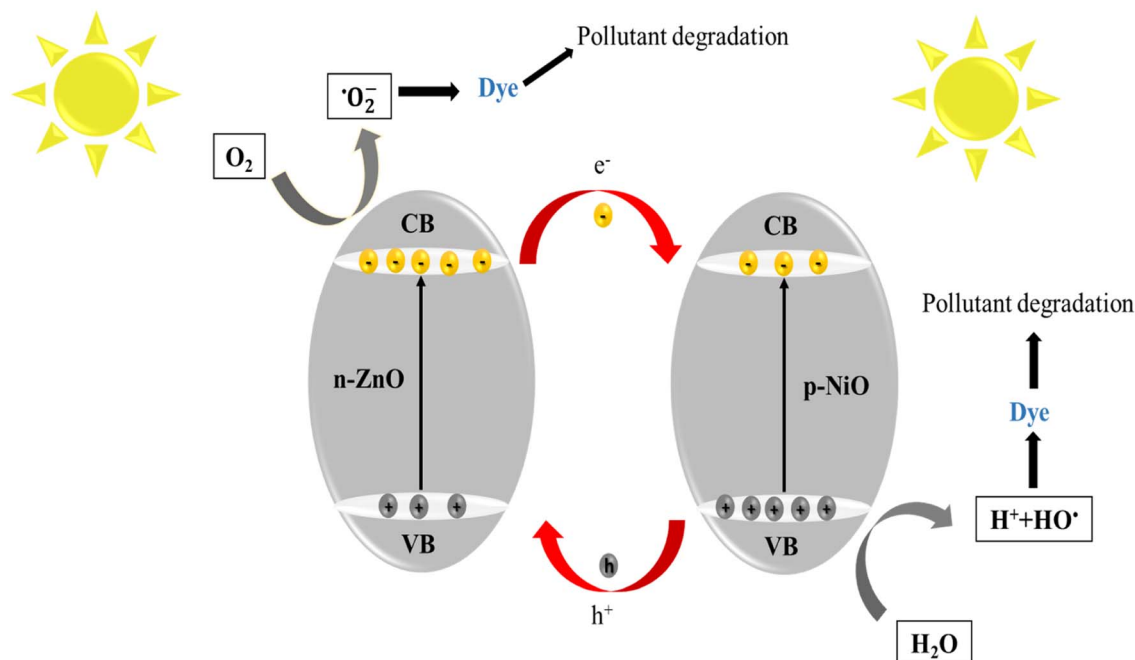 Pollutant degradation
·O₂⁻
Dye
O₂
e⁻
-
CB
CB
- - - - -
- - -
Pollutant degradation
n-ZnO
p-NiO
Dye
+ + +
+ + + + +
H⁺+HO·
VB
VB
h
h⁺
H₂O